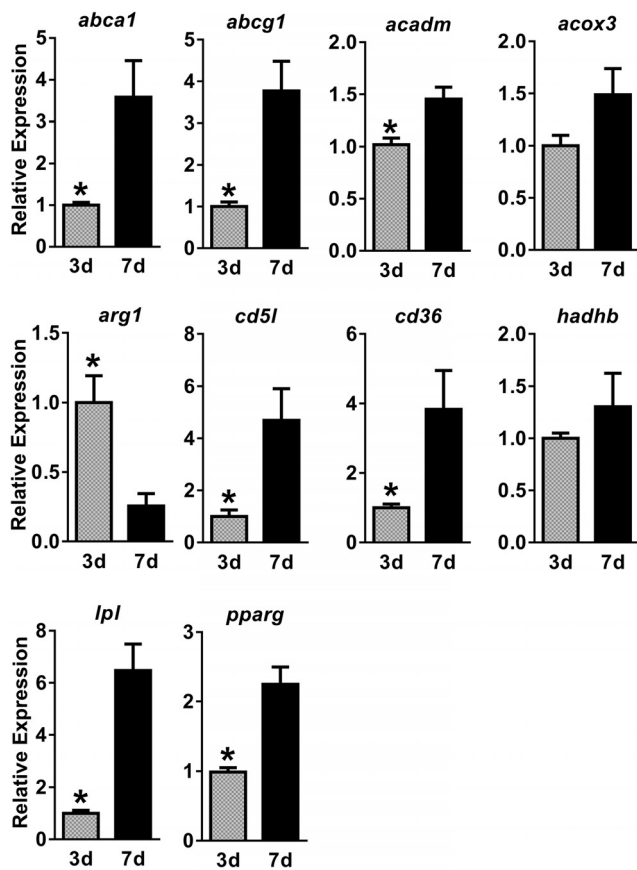 abca1 abcg1 acadm acox3
Relative Expression
5 5 2.0 2.0
4 4 1.5 1.5
3 3 1.0 1.0
2 2 0.5 0.5
1 1 0.0 0.0
0 0
* * *
3d 7d 3d 7d 3d 7d 3d 7d
arg1 cd5l cd36 hadhb
Relative Expression
1.5 8 6 2.0
1.0 6 4 1.5
0.5 4 2 1.0
0.0 2 0 0.5
0 0.0
* * *
3d 7d 3d 7d 3d 7d 3d 7d
lpl pparg
Relative Expression
8 3
6 2
4 1
2 0
0
* *
3d 7d 3d 7d